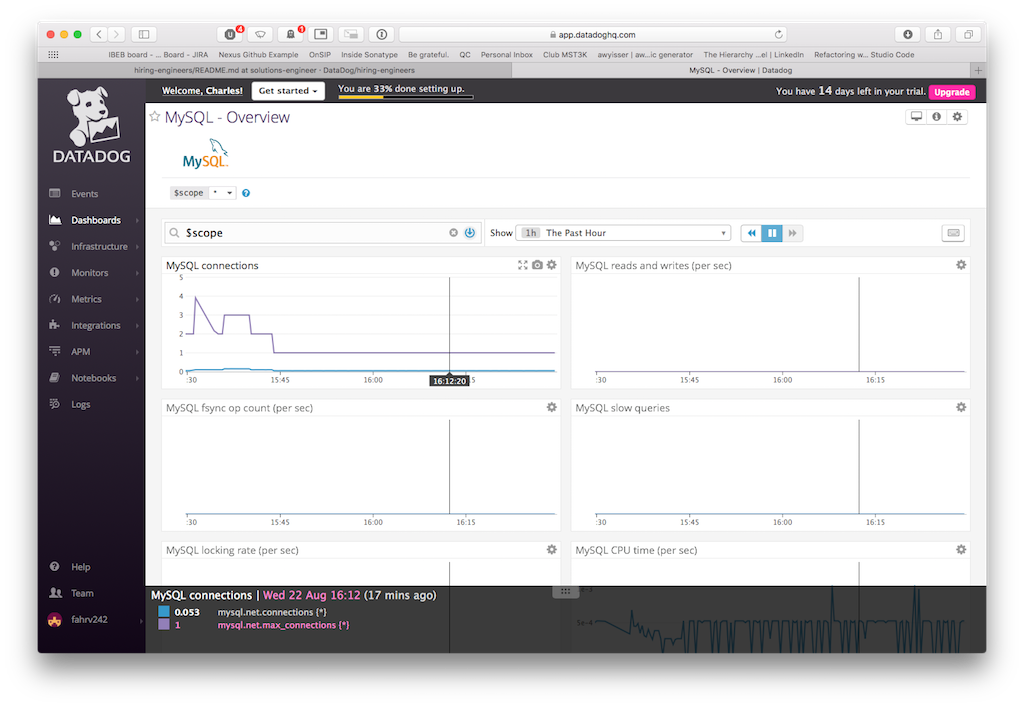 4
1
app.datadoghq.com
IBEB board - ... Board - JIRA Nexus Github Example OnSIP Inside Sonatype Be grateful. QC Personal Inbox Club MST3K awyisser | aw...ic generator The Hierarchy ...el | LinkedIn Refactoring w... Studio Code
hiring-engineers/README.md at solutions-engineer · DataDog/hiring-engineers MySQL - Overview | Datadog
Welcome, Charles! Get started You are 33% done setting up. You have 14 days left in your trial. Upgrade
DATADOG
Events
Dashboards
Infrastructure
Monitors
Metrics
Integrations
APM
Notebooks
Logs
Help
Team
fahrv242
MySQL - Overview
MySQL
$scope *
$scope Show 1h The Past Hour
MySQL connections
5
4
3
2
1
0
:30 15:45 16:00 16:12:20 :15
MySQL reads and writes (per sec)
:30 15:45 16:00 16:15
MySQL fsync op count (per sec)
:30 15:45 16:00 16:15
MySQL slow queries
:30 15:45 16:00 16:15
MySQL locking rate (per sec)
MySQL CPU time (per sec)
5e-4
MySQL connections | Wed 22 Aug 16:12 (17 mins ago)
0.053 mysql.net.connections {*}
1 mysql.net.max_connections {*}